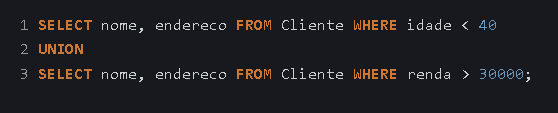 1 SELECT nome, endereco FROM Cliente WHERE idade < 40
2 UNION
3 SELECT nome, endereco FROM Cliente WHERE renda > 30000;